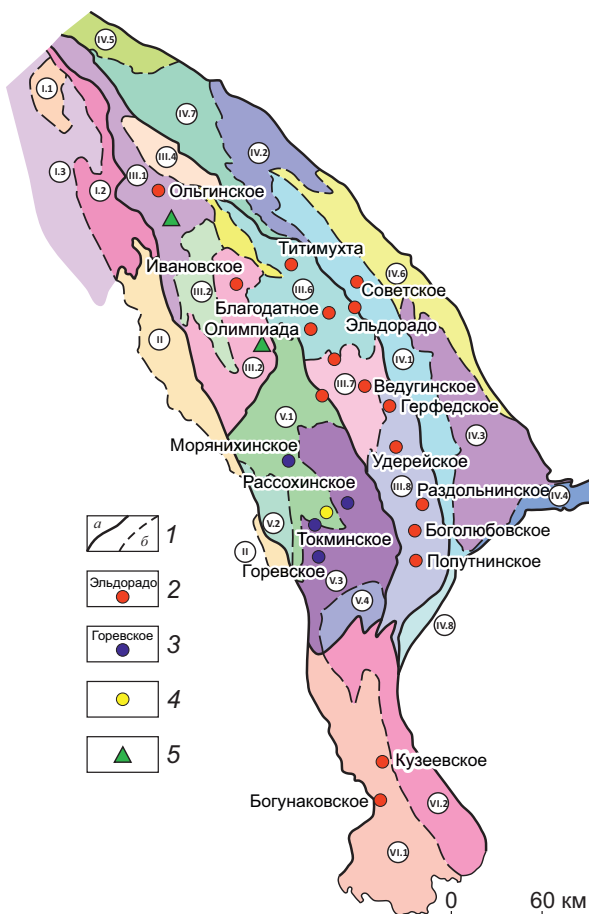 IV.5
I.1
IV.7
IV.2
III.4
I.3
III.1
I.2
Ольгинское
Титимухта
IV.6
Ивановское
III.2
III.6
Советское
Благодатное
Эльдорадо
Олимпиада
II
IV.1
III.2
III.7
Ведугинское
V.1
Герфедское
IV.3
Морянихинское
Удерейское
Рассохинское
III.8
Раздольнинское
IV.4
а
б
1
V.2
Токминское
Боголюбовское
II
Горевское
Попутнинское
Эльдорадо
2
V.3
V.4
IV.8
Горевское
3
4
5
Кузеевское
Богунаковское
VI.2
VI.1
0 60 км